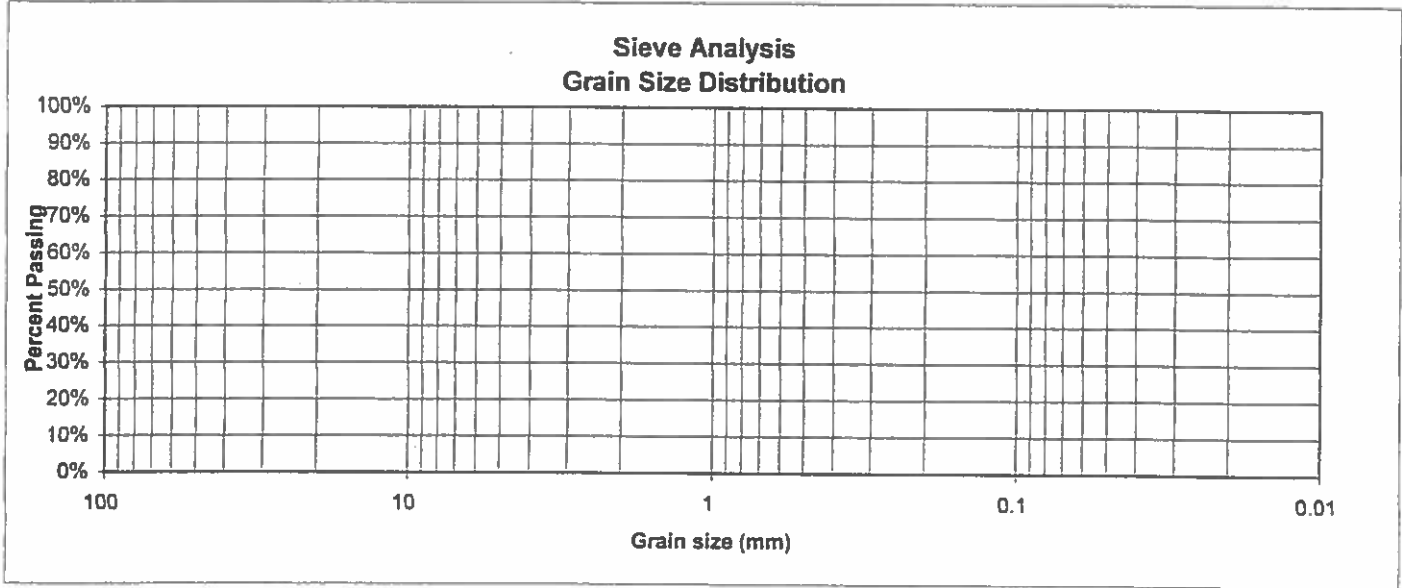 Sieve Analysis
Grain Size Distribution
Percent Passing
100%
90%
80%
70%
60%
50%
40%
30%
20%
10%
0%
100 10 1 0.1 0.01
Grain size (mm)